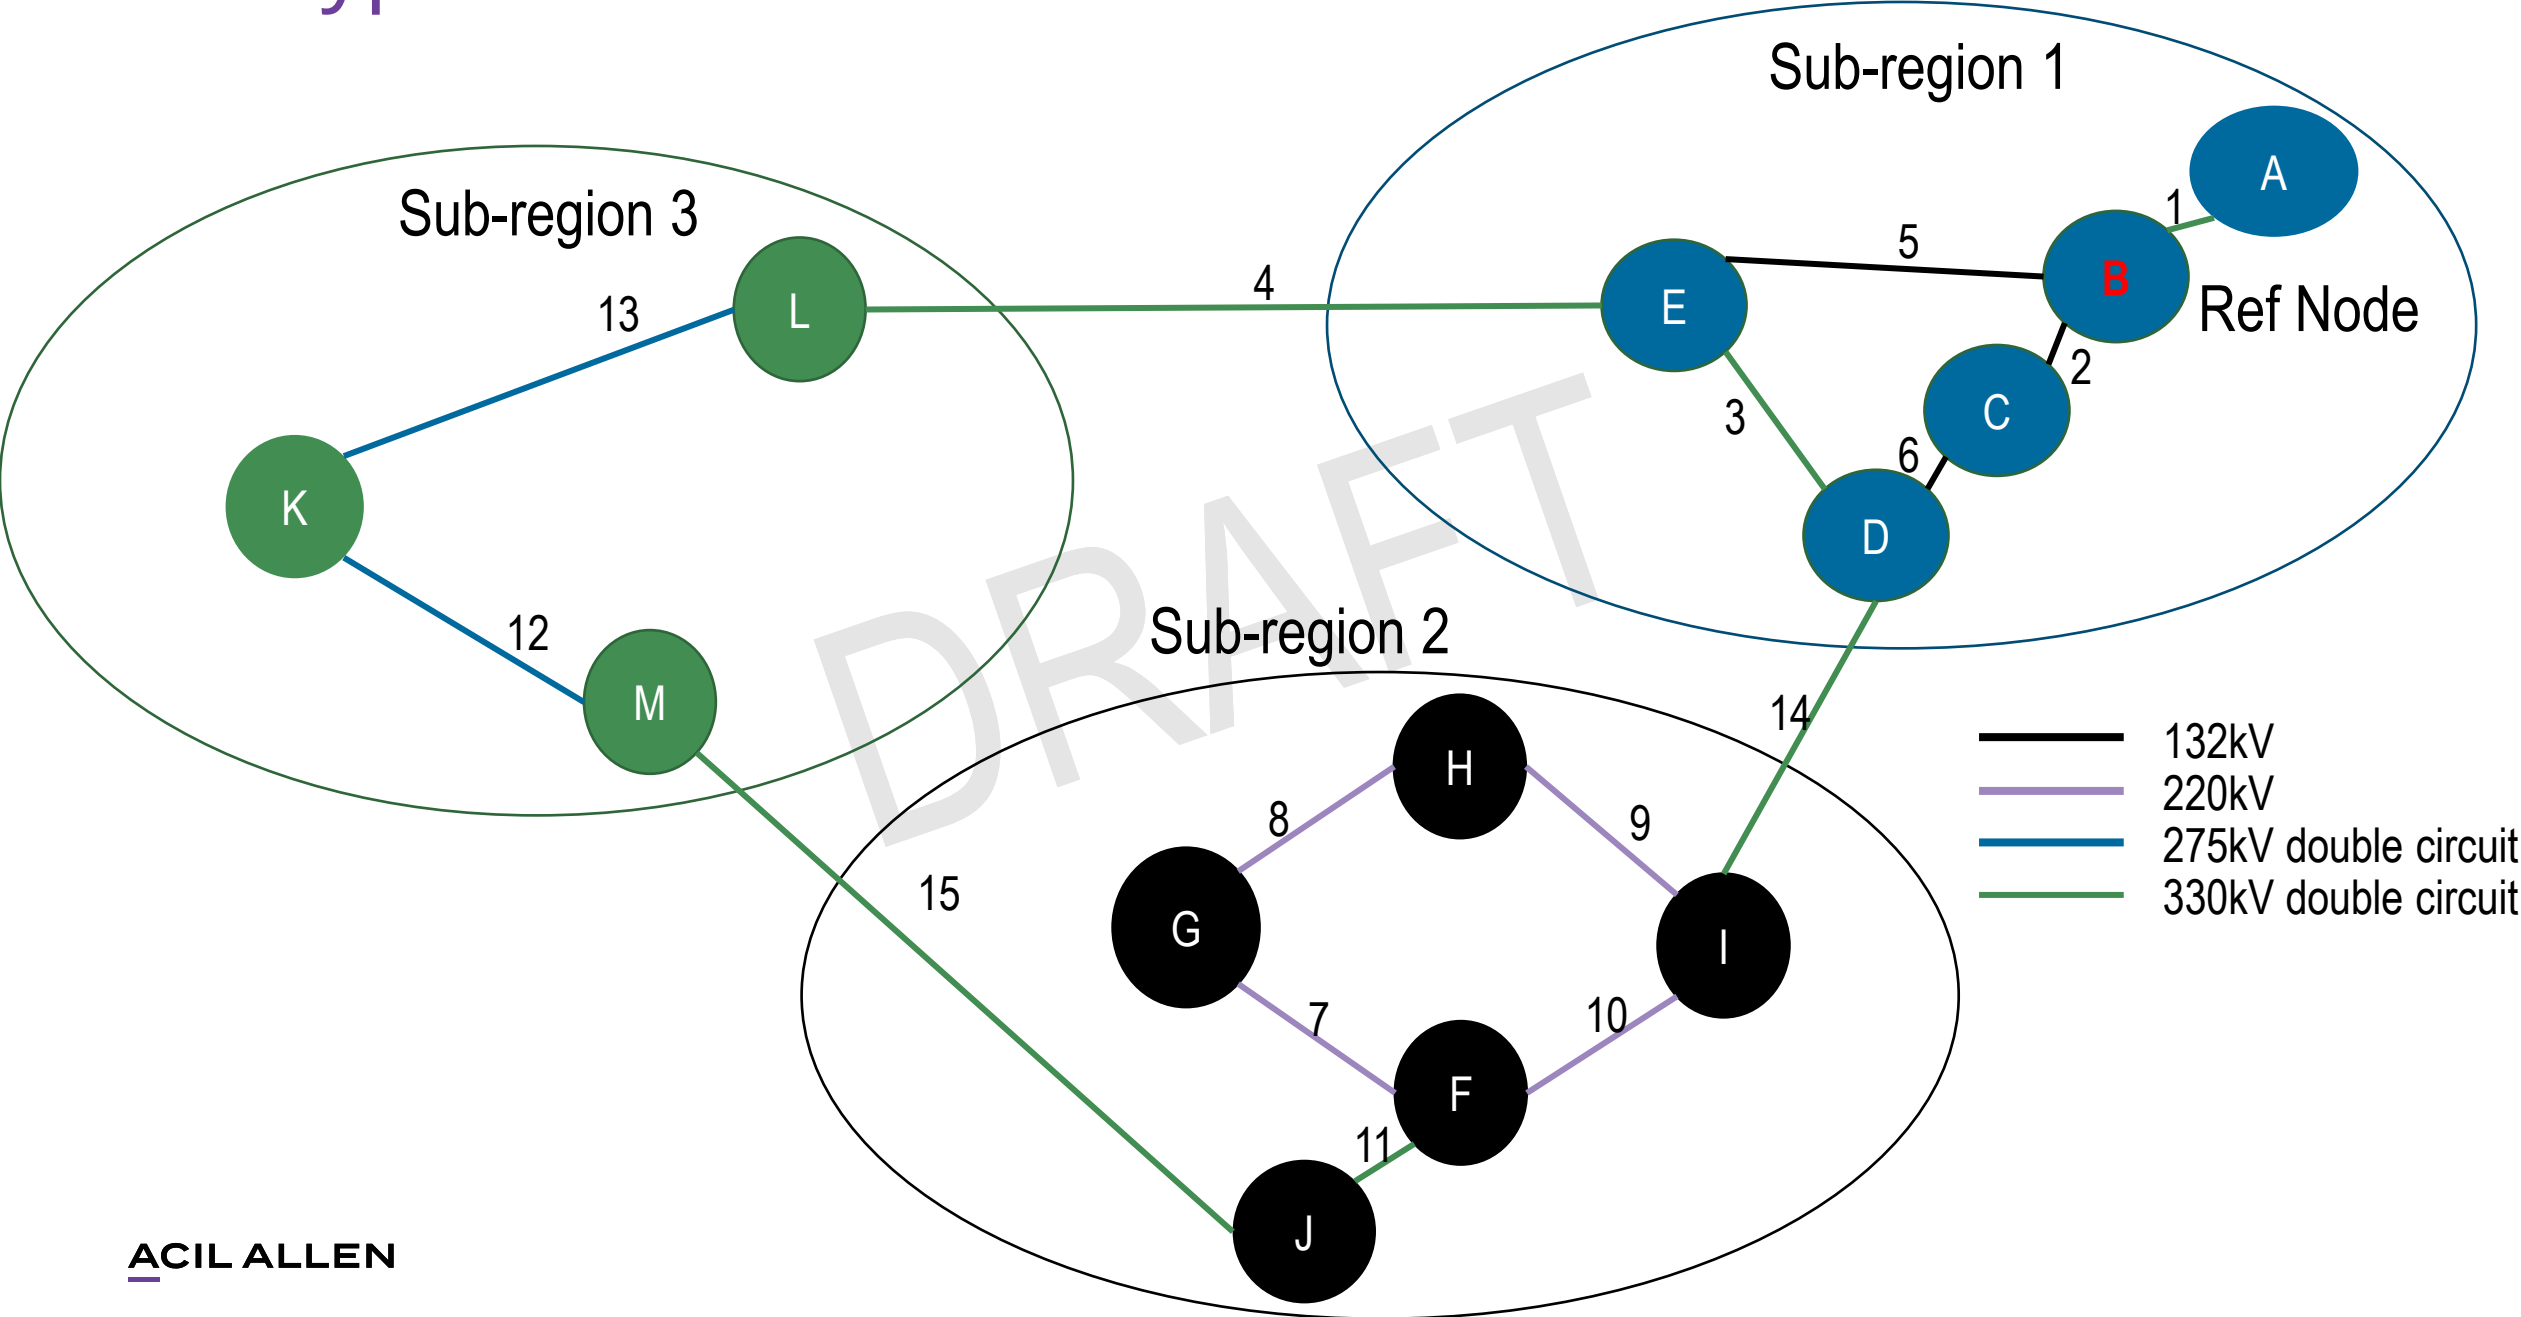 Sub-region 1
A
1
Sub-region 3
5
B
4
L
E
Ref Node
13
2
C
3
6
K
D
DRAFT
12
Sub-region 2
M
14
H
132kV
220kV
8
9
275kV double circuit
15
330kV double circuit
G
I
7
10
F
11
J
ACIL ALLEN